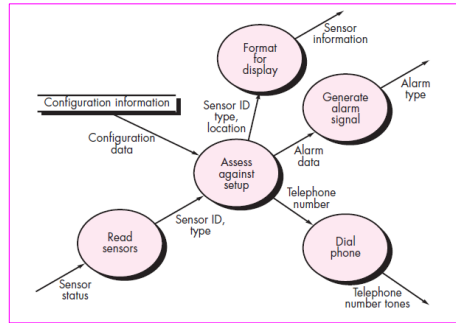 Format
for
display
Sensor
information
Generate
alarm
signal
Alarm
type
Configuration information
Sensor ID
type,
location
Configuration
data
Assess
against
setup
Alarm
data
Telephone
number
Sensor ID,
type
Read
sensors
Dial
phone
Sensor
status
Telephone
number tones